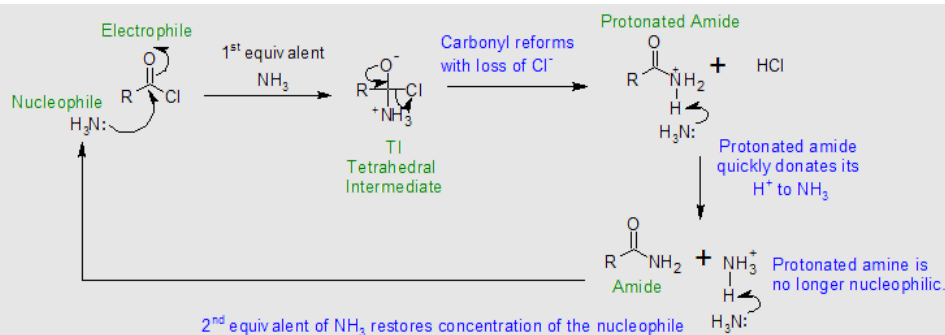 Electrophile
O
R
Cl
Nucleophile
H₃N:
1st equivalent
NH₃
O⁻
R
Cl
⁺NH₃
TI
Tetrahedral
Intermediate
Carbonyl reforms
with loss of Cl⁻
Protonated Amide
O
R
⁺NH₂
H
H₃N:
+
HCl
Protonated amide
quickly donates its
H⁺ to NH₃
O
R
NH₂
Amide
+
NH₃⁺
H
H₃N:
Protonated amine is
no longer nucleophilic.
2nd equivalent of NH₃ restores concentration of the nucleophile